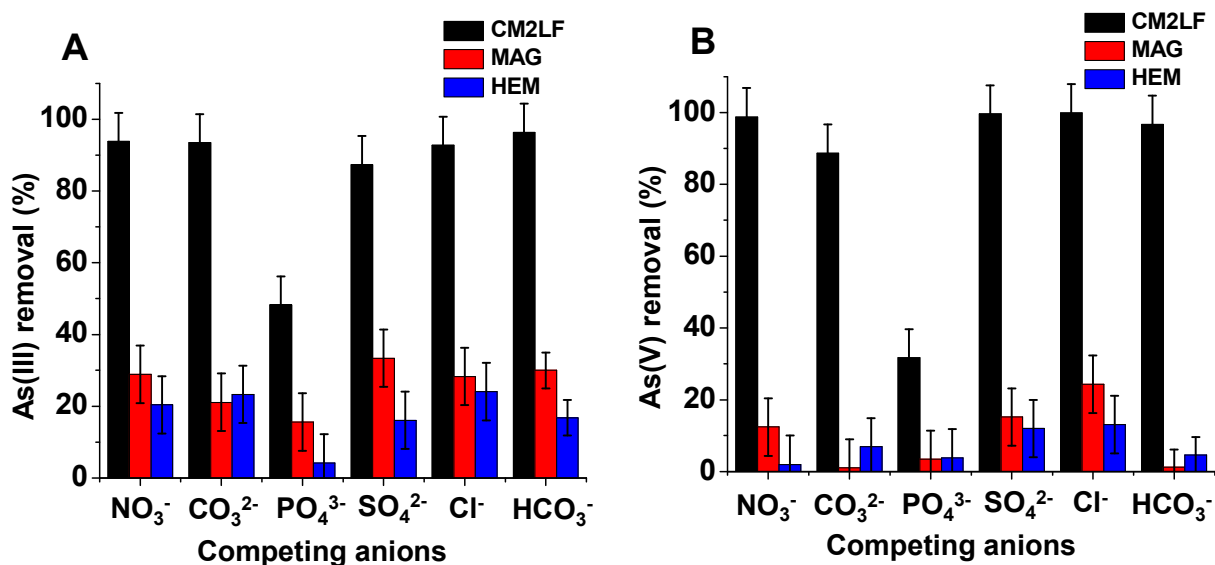 A
CM2LF
MAG
HEM
As(III) removal (%)
100
80
60
40
20
0
NO₃⁻ CO₃²⁻ PO₄³⁻ SO₄²⁻ Cl⁻ HCO₃⁻
Competing anions
B
CM2LF
MAG
HEM
As(V) removal (%)
100
80
60
40
20
0
NO₃⁻ CO₃²⁻ PO₄³⁻ SO₄²⁻ Cl⁻ HCO₃⁻
Competing anions